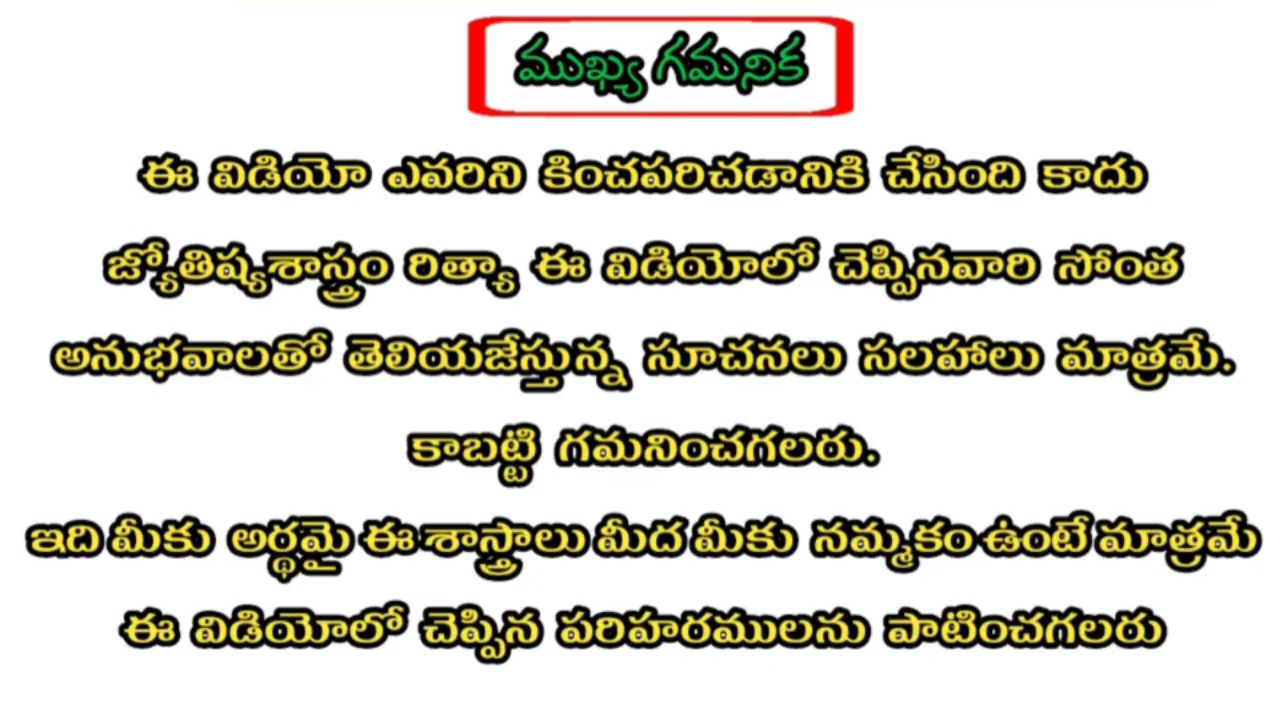 ముఖ్య గమనిక
ఈ విడియో ఎవరిని కించపరిచడానికి చేసింది కాదు
జ్యోతిష్యశాస్త్రం రిత్యా ఈ విడియోలో చెప్పినవారి సోంత
అనుభవాలతో తెలియజేస్తున్న సూచనలు సలహాలు మాత్రమే.
కాబట్టి గమనించగలరు.
ఇది మీకు అర్థమై ఈ శాస్త్రాలు మీద మీకు నమ్మకం ఉంటే మాత్రమే
ఈ విడియోలో చెప్పిన పరిహరములను పాటించగలరు